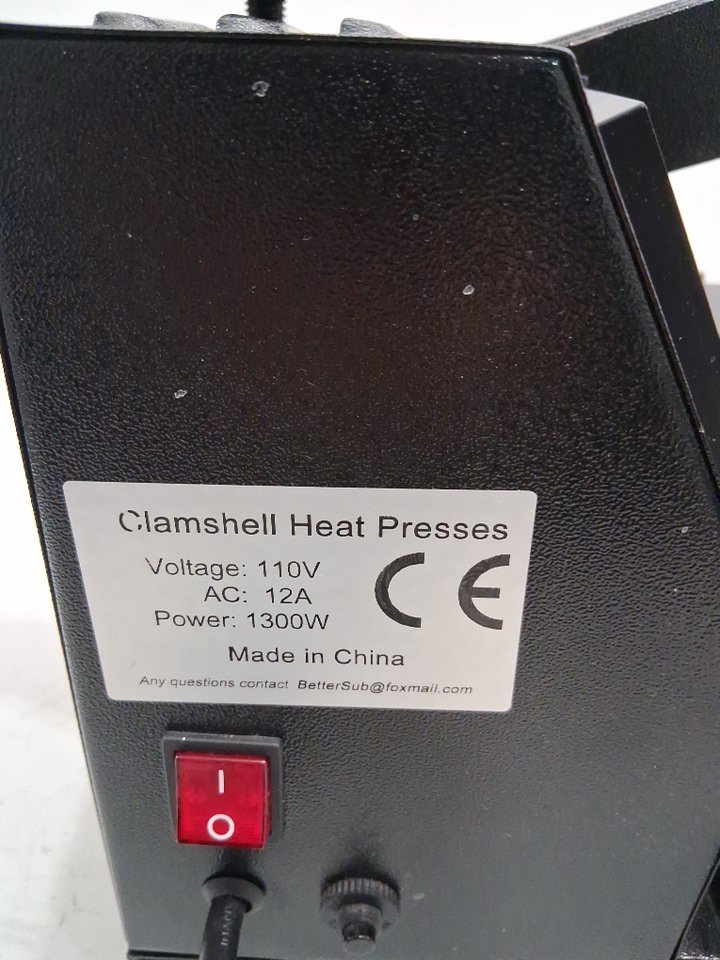 Clamshell Heat Presses
Voltage: 110V
AC: 12A
Power: 1300W
CE
Made in China
Any questions contact BetterSub@foxmail.com
I
O